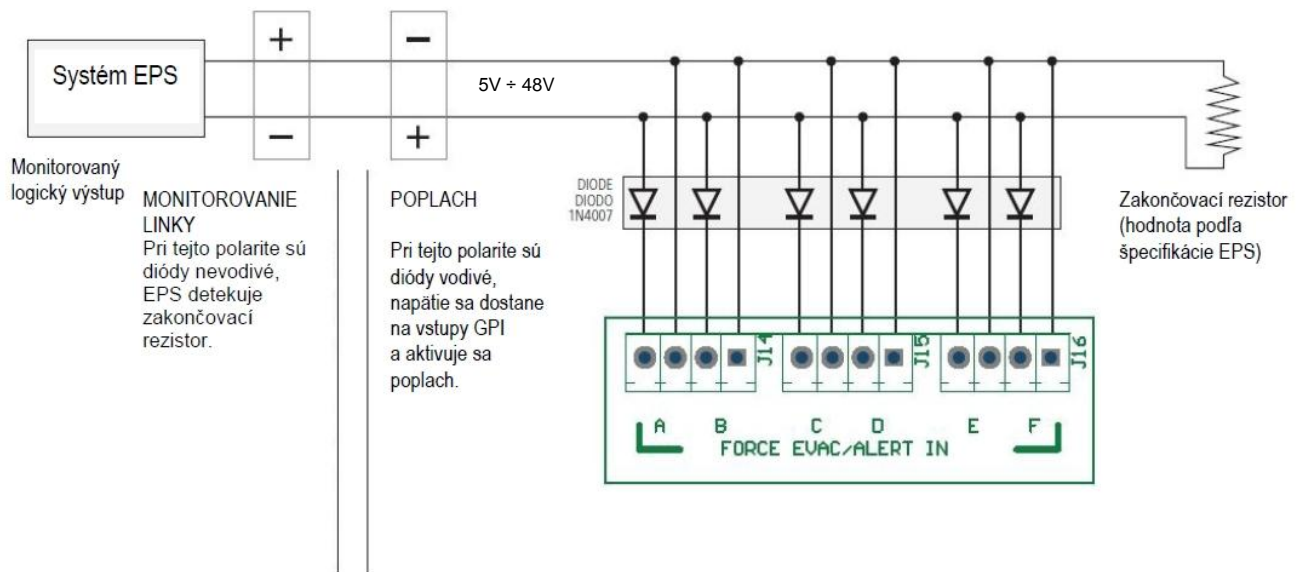 +
−
Systém EPS
5V ÷ 48V
−
+
Monitorovaný
logický výstup
MONITOROVANIE
LINKY
Pri tejto polarite sú
diódy nevodivé,
EPS detekuje
zakončovací
rezistor.
POPLACH
Pri tejto polarite sú
diódy vodivé,
napätie sa dostane
na vstupy GPI
a aktivuje sa
poplach.
DIODE
DIODO
1N4007
Zakončovací rezistor
(hodnota podľa
špecifikácie EPS)
J14
J15
J16
A B C D E F
FORCE EVAC/ALERT IN